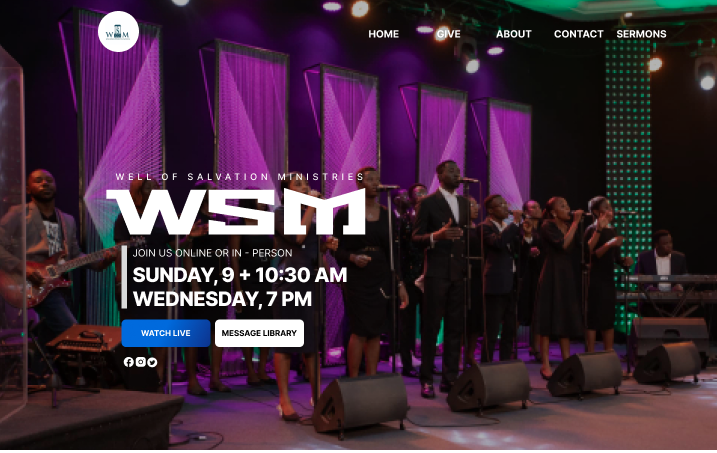 WSM
HOME GIVE ABOUT CONTACT SERMONS
WELL OF SALVATION MINISTRIES
WSM
JOIN US ONLINE OR IN - PERSON
SUNDAY, 9 + 10:30 AM
WEDNESDAY, 7 PM
WATCH LIVE MESSAGE LIBRARY